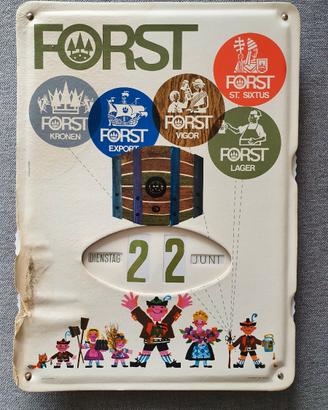 FORST
FORST
KRONEN
FORST
EXPORT
FORST
VIGOR
FORST
ST. SIXTUS
FORST
LAGER
DIENSTAG 22 JUNI